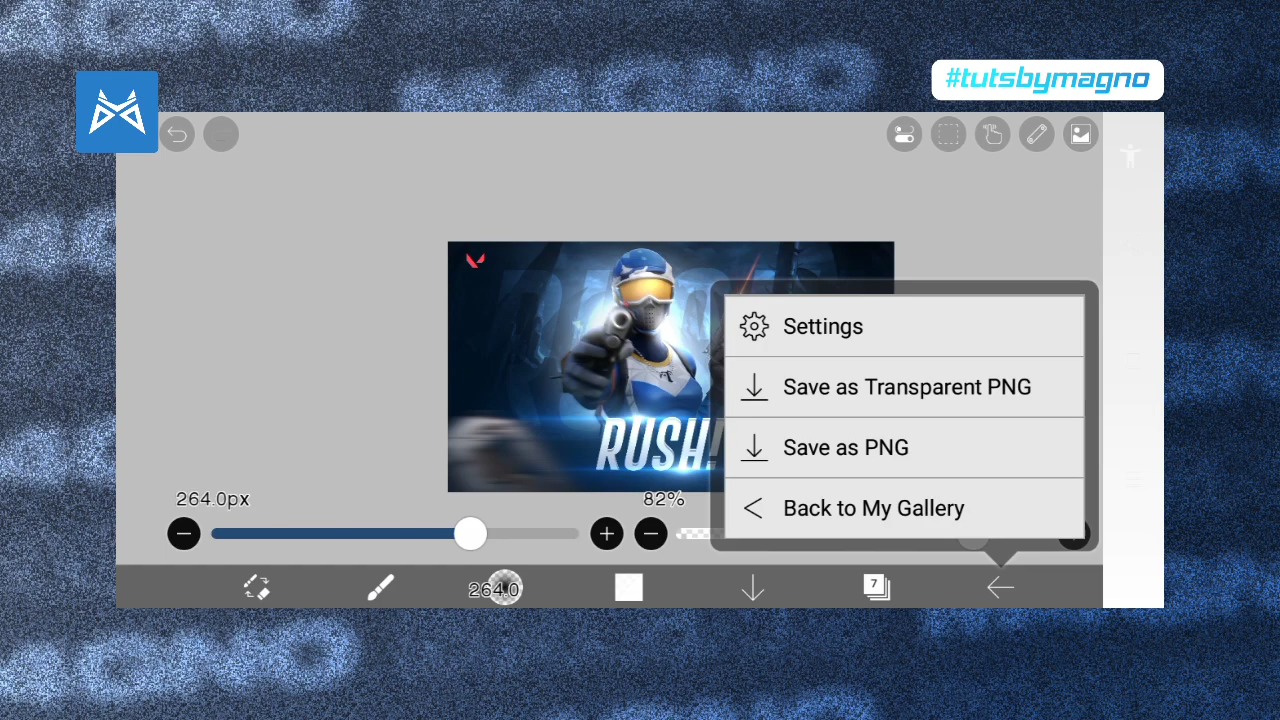 #tutsbymagno
Settings
Save as Transparent PNG
RUSH!
Save as PNG
264.0px
82%
Back to My Gallery
264.0
7